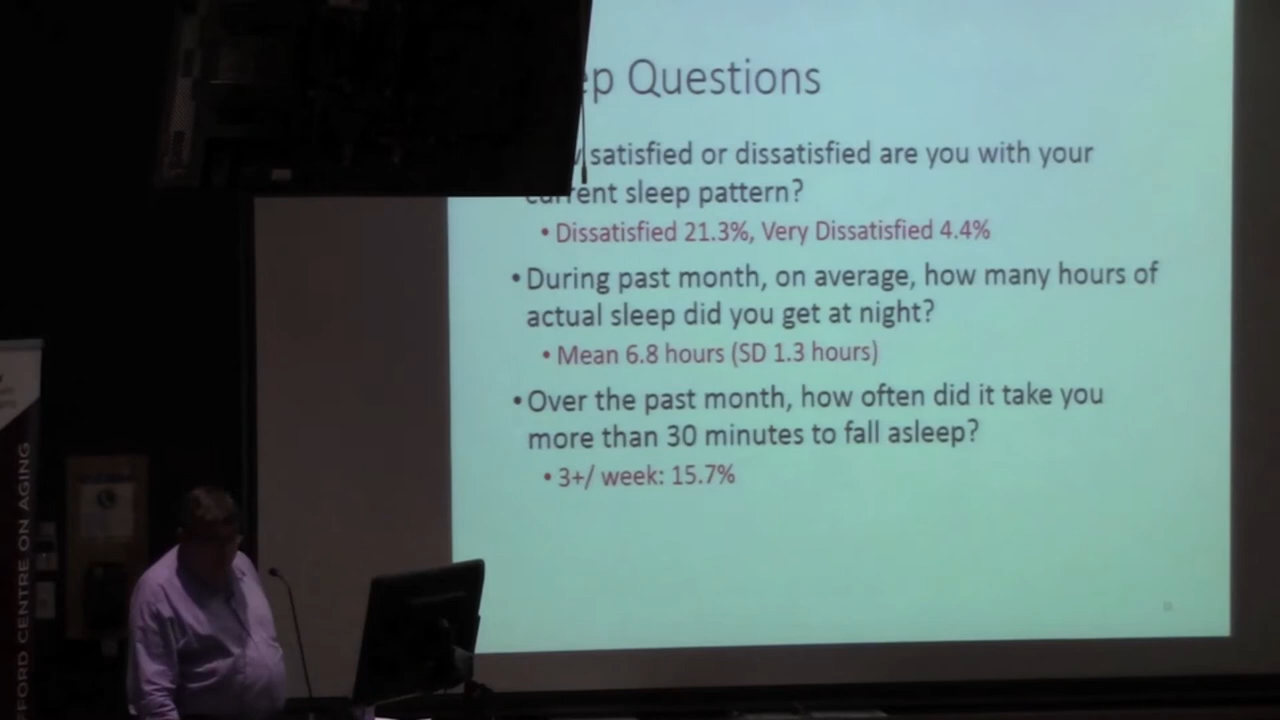 Questions
satisfied or dissatisfied are you with your
current sleep pattern?
• Dissatisfied 21.3%, Very Dissatisfied 4.4%
• During past month, on average, how many hours of
actual sleep did you get at night?
• Mean 6.8 hours (SD 1.3 hours)
• Over the past month, how often did it take you
more than 30 minutes to fall asleep?
• 3+/ week: 15.7%
FFORD CENTRE ON AGING